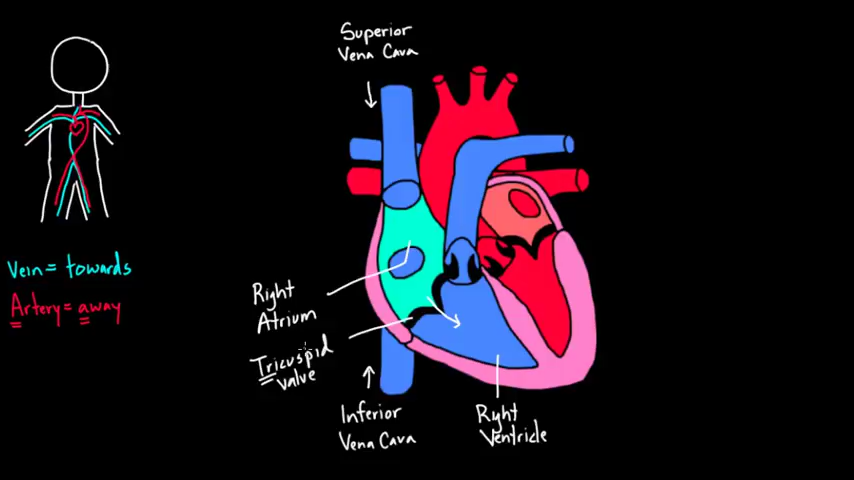 Superior
Vena Cava
Vein = towards
Artery = away
Right
Atrium
Tricuspid
valve
Inferior
Vena Cava
Right
Ventricle